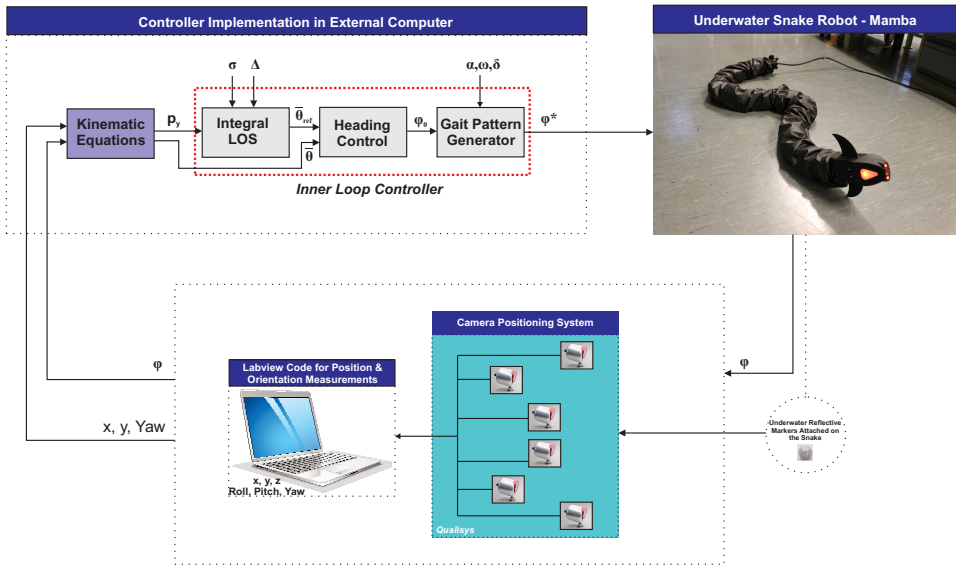 Controller Implementation in External Computer
Underwater Snake Robot - Mamba
σ
Δ
α,ω,δ
Kinematic
Equations
p_y
Integral
LOS
θ̅_ref
θ̅
Heading
Control
φ_0
Gait Pattern
Generator
φ*
Inner Loop Controller
Camera Positioning System
Labview Code for Position &
Orientation Measurements
φ
φ
x, y, Yaw
x, y, z
Roll, Pitch, Yaw
Underwater Reflective
Markers Attached on
the Snake
Qualisys